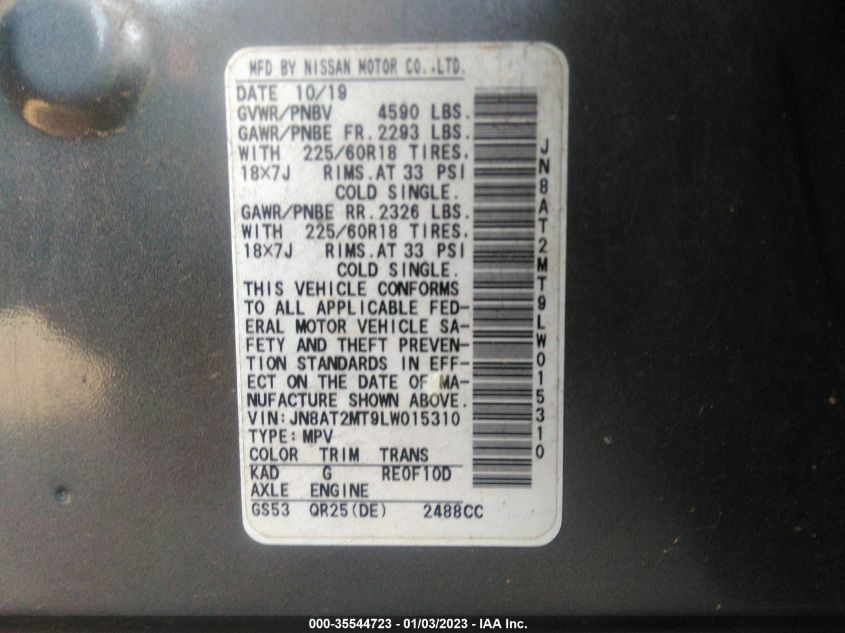 MFD BY NISSAN MOTOR CO.,LTD.
DATE 10/19
GVWR/PNBV 4590 LBS.
GAWR/PNBE FR. 2293 LBS.
WITH 225/60R18 TIRES.
18X7J RIMS.AT 33 PSI
COLD SINGLE.
GAWR/PNBE RR. 2326 LBS.
WITH 225/60R18 TIRES,
18X7J RIMS.AT 33 PSI
COLD SINGLE.
THIS VEHICLE CONFORMS
TO ALL APPLICABLE FED-
ERAL MOTOR VEHICLE SA-
FETY AND THEFT PREVEN-
TION STANDARDS IN EFF-
ECT ON THE DATE OF MA-
NUFACTURE SHOWN ABOVE.
VIN: JN8AT2MT9LW015310
TYPE: MPV
COLOR TRIM TRANS
KAD G RE0F10D
AXLE ENGINE
GS53 QR25(DE) 2488CC
JN8AT2MT9LW015310
000-35544723 - 01/03/2023 - IAA Inc.